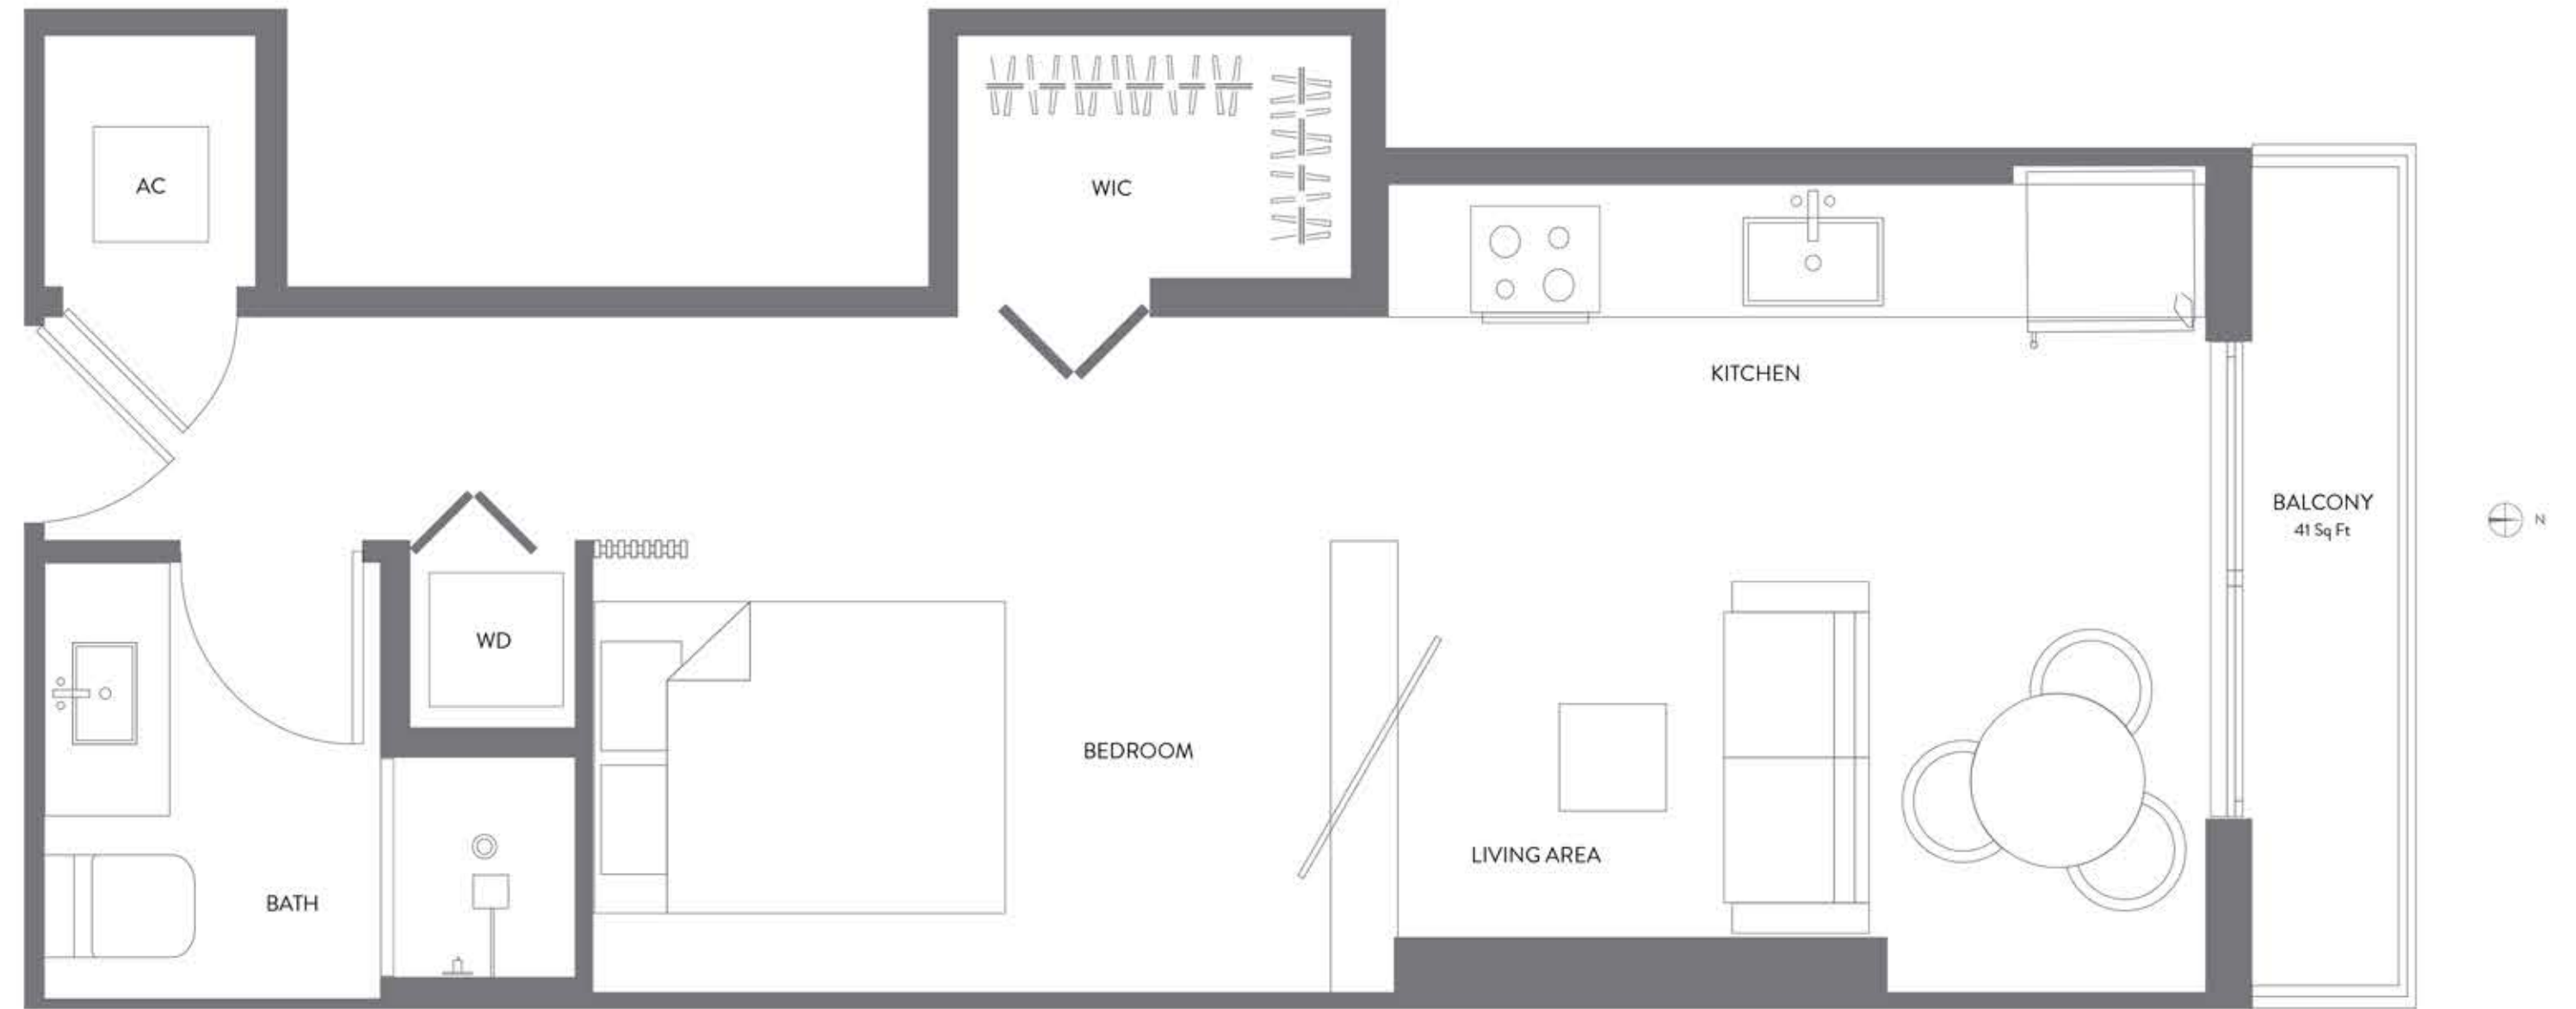 AC
WIC
KITCHEN
BALCONY
41 Sq Ft
N
WD
BEDROOM
LIVING AREA
BATH